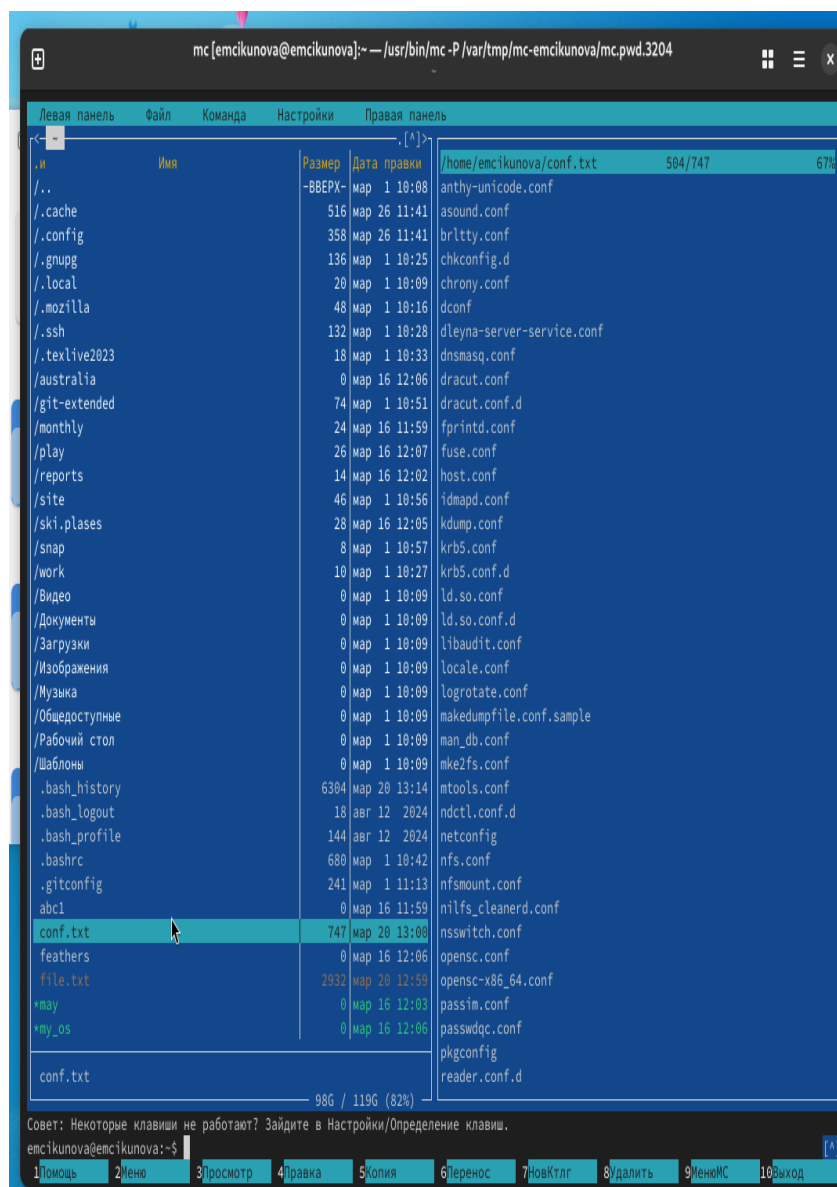 mc [emcikunova@emcikunova]:~ — /usr/bin/mc -P /var/tmp/mc-emcikunova/mc.pwd.3204
~
Левая панель Файл Команда Настройки Правая панель
<- ~ .[^]>
.и Имя Размер Дата правки
/.. -ВВЕРХ- мар 1 10:08
/.cache 516 мар 26 11:41
/.config 358 мар 26 11:41
/.gnupg 136 мар 1 10:25
/.local 20 мар 1 10:09
/.mozilla 48 мар 1 10:16
/.ssh 132 мар 1 10:28
/.texlive2023 18 мар 1 10:33
/australia 0 мар 16 12:06
/git-extended 74 мар 1 10:51
/monthly 24 мар 16 11:59
/play 26 мар 16 12:07
/reports 14 мар 16 12:02
/site 46 мар 1 10:56
/ski.plases 28 мар 16 12:05
/snap 8 мар 1 10:57
/work 10 мар 1 10:27
/Видео 0 мар 1 10:09
/Документы 0 мар 1 10:09
/Загрузки 0 мар 1 10:09
/Изображения 0 мар 1 10:09
/Музыка 0 мар 1 10:09
/Общедоступные 0 мар 1 10:09
/Рабочий стол 0 мар 1 10:09
/Шаблоны 0 мар 1 10:09
.bash_history 6304 мар 20 13:14
.bash_logout 18 авг 12 2024
.bash_profile 144 авг 12 2024
.bashrc 680 мар 1 10:42
.gitconfig 241 мар 1 11:13
abc1 0 мар 16 11:59
conf.txt 747 мар 20 13:00
feathers 0 мар 16 12:06
file.txt 2932 мар 20 12:59
*may 0 мар 16 12:03
*my_os 0 мар 16 12:06
conf.txt
98G / 119G (82%)
/home/emcikunova/conf.txt 504/747 67%
anthy-unicode.conf
asound.conf
brltty.conf
chkconfig.d
chrony.conf
dconf
dleyna-server-service.conf
dnsmasq.conf
dracut.conf
dracut.conf.d
fprintd.conf
fuse.conf
host.conf
idmapd.conf
kdump.conf
krb5.conf
krb5.conf.d
ld.so.conf
ld.so.conf.d
libaudit.conf
locale.conf
logrotate.conf
makedumpfile.conf.sample
man_db.conf
mke2fs.conf
mtools.conf
ndctl.conf.d
netconfig
nfs.conf
nfsmount.conf
nilfs_cleanerd.conf
nsswitch.conf
opensc.conf
opensc-x86_64.conf
passim.conf
passwdqc.conf
pkgconfig
reader.conf.d
Совет: Некоторые клавиши не работают? Зайдите в Настройки/Определение клавиш.
emcikunova@emcikunova:~$ [^
1Помощь 2Меню 3Просмотр 4Правка 5Копия 6Перенос 7НовКтлг 8Удалить 9МенюMC 10Выход